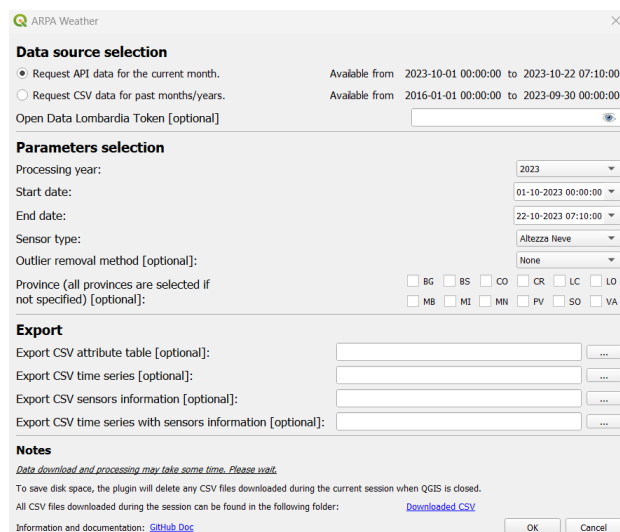 ARPA Weather
Data source selection
Request API data for the current month. Available from 2023-10-01 00:00:00 to 2023-10-22 07:10:00
Request CSV data for past months/years. Available from 2016-01-01 00:00:00 to 2023-09-30 00:00:00
Open Data Lombardia Token [optional]
Parameters selection
Processing year: 2023
Start date: 01-10-2023 00:00:00
End date: 22-10-2023 07:10:00
Sensor type: Altezza Neve
Outlier removal method [optional]: None
Province (all provinces are selected if BG BS CO CR LC LO
not specified) [optional]: MB MI MN PV SO VA
Export
Export CSV attribute table [optional]: ...
Export CSV time series [optional]: ...
Export CSV sensors information [optional]: ...
Export CSV time series with sensors information [optional]: ...
Notes
Data download and processing may take some time. Please wait.
To save disk space, the plugin will delete any CSV files downloaded during the current session when QGIS is closed.
All CSV files downloaded during the session can be found in the following folder: Downloaded CSV
Information and documentation: GitHub Doc OK Cancel